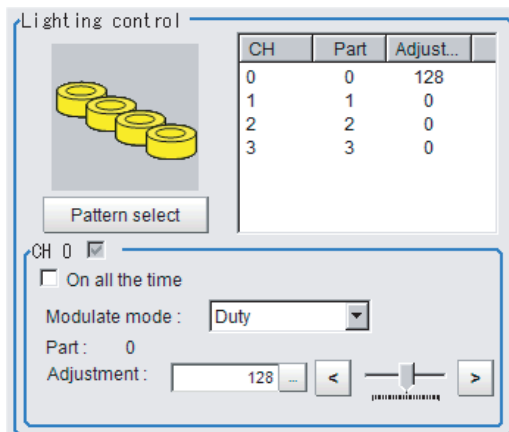 Lighting control
CH Part Adjust...
0 0 128
1 1 0
2 2 0
3 3 0
Pattern select
CH 0
On all the time
Modulate mode : Duty
Part : 0
Adjustment : 128 ... < >